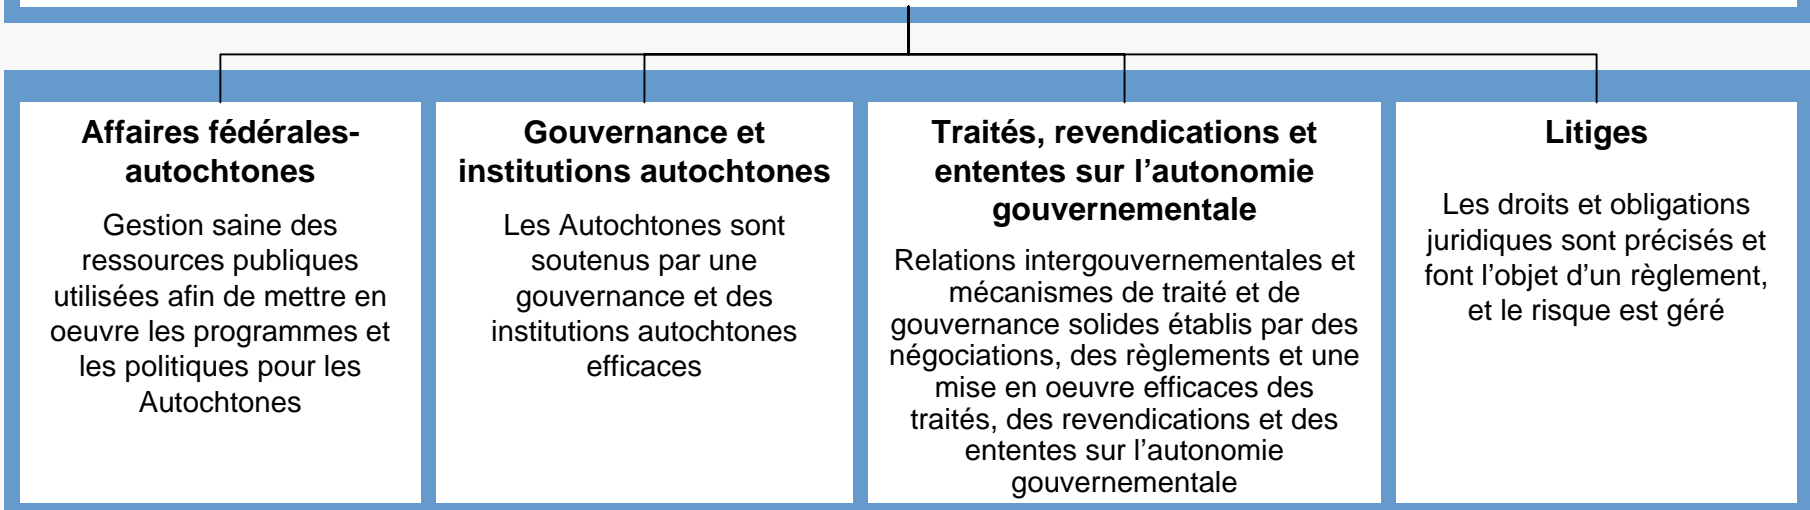 Affaires fédérales-
autochtones
Gestion saine des
ressources publiques
utilisées afin de mettre en
oeuvre les programmes et
les politiques pour les
Autochtones
Gouvernance et
institutions autochtones
Les Autochtones sont
soutenus par une
gouvernance et des
institutions autochtones
efficaces
Traités, revendications et
ententes sur l’autonomie
gouvernementale
Relations intergouvernementales et
mécanismes de traité et de
gouvernance solides établis par des
négociations, des règlements et une
mise en oeuvre efficaces des
traités, des revendications et des
ententes sur l’autonomie
gouvernementale
Litiges
Les droits et obligations
juridiques sont précisés et
font l’objet d’un règlement,
et le risque est géré